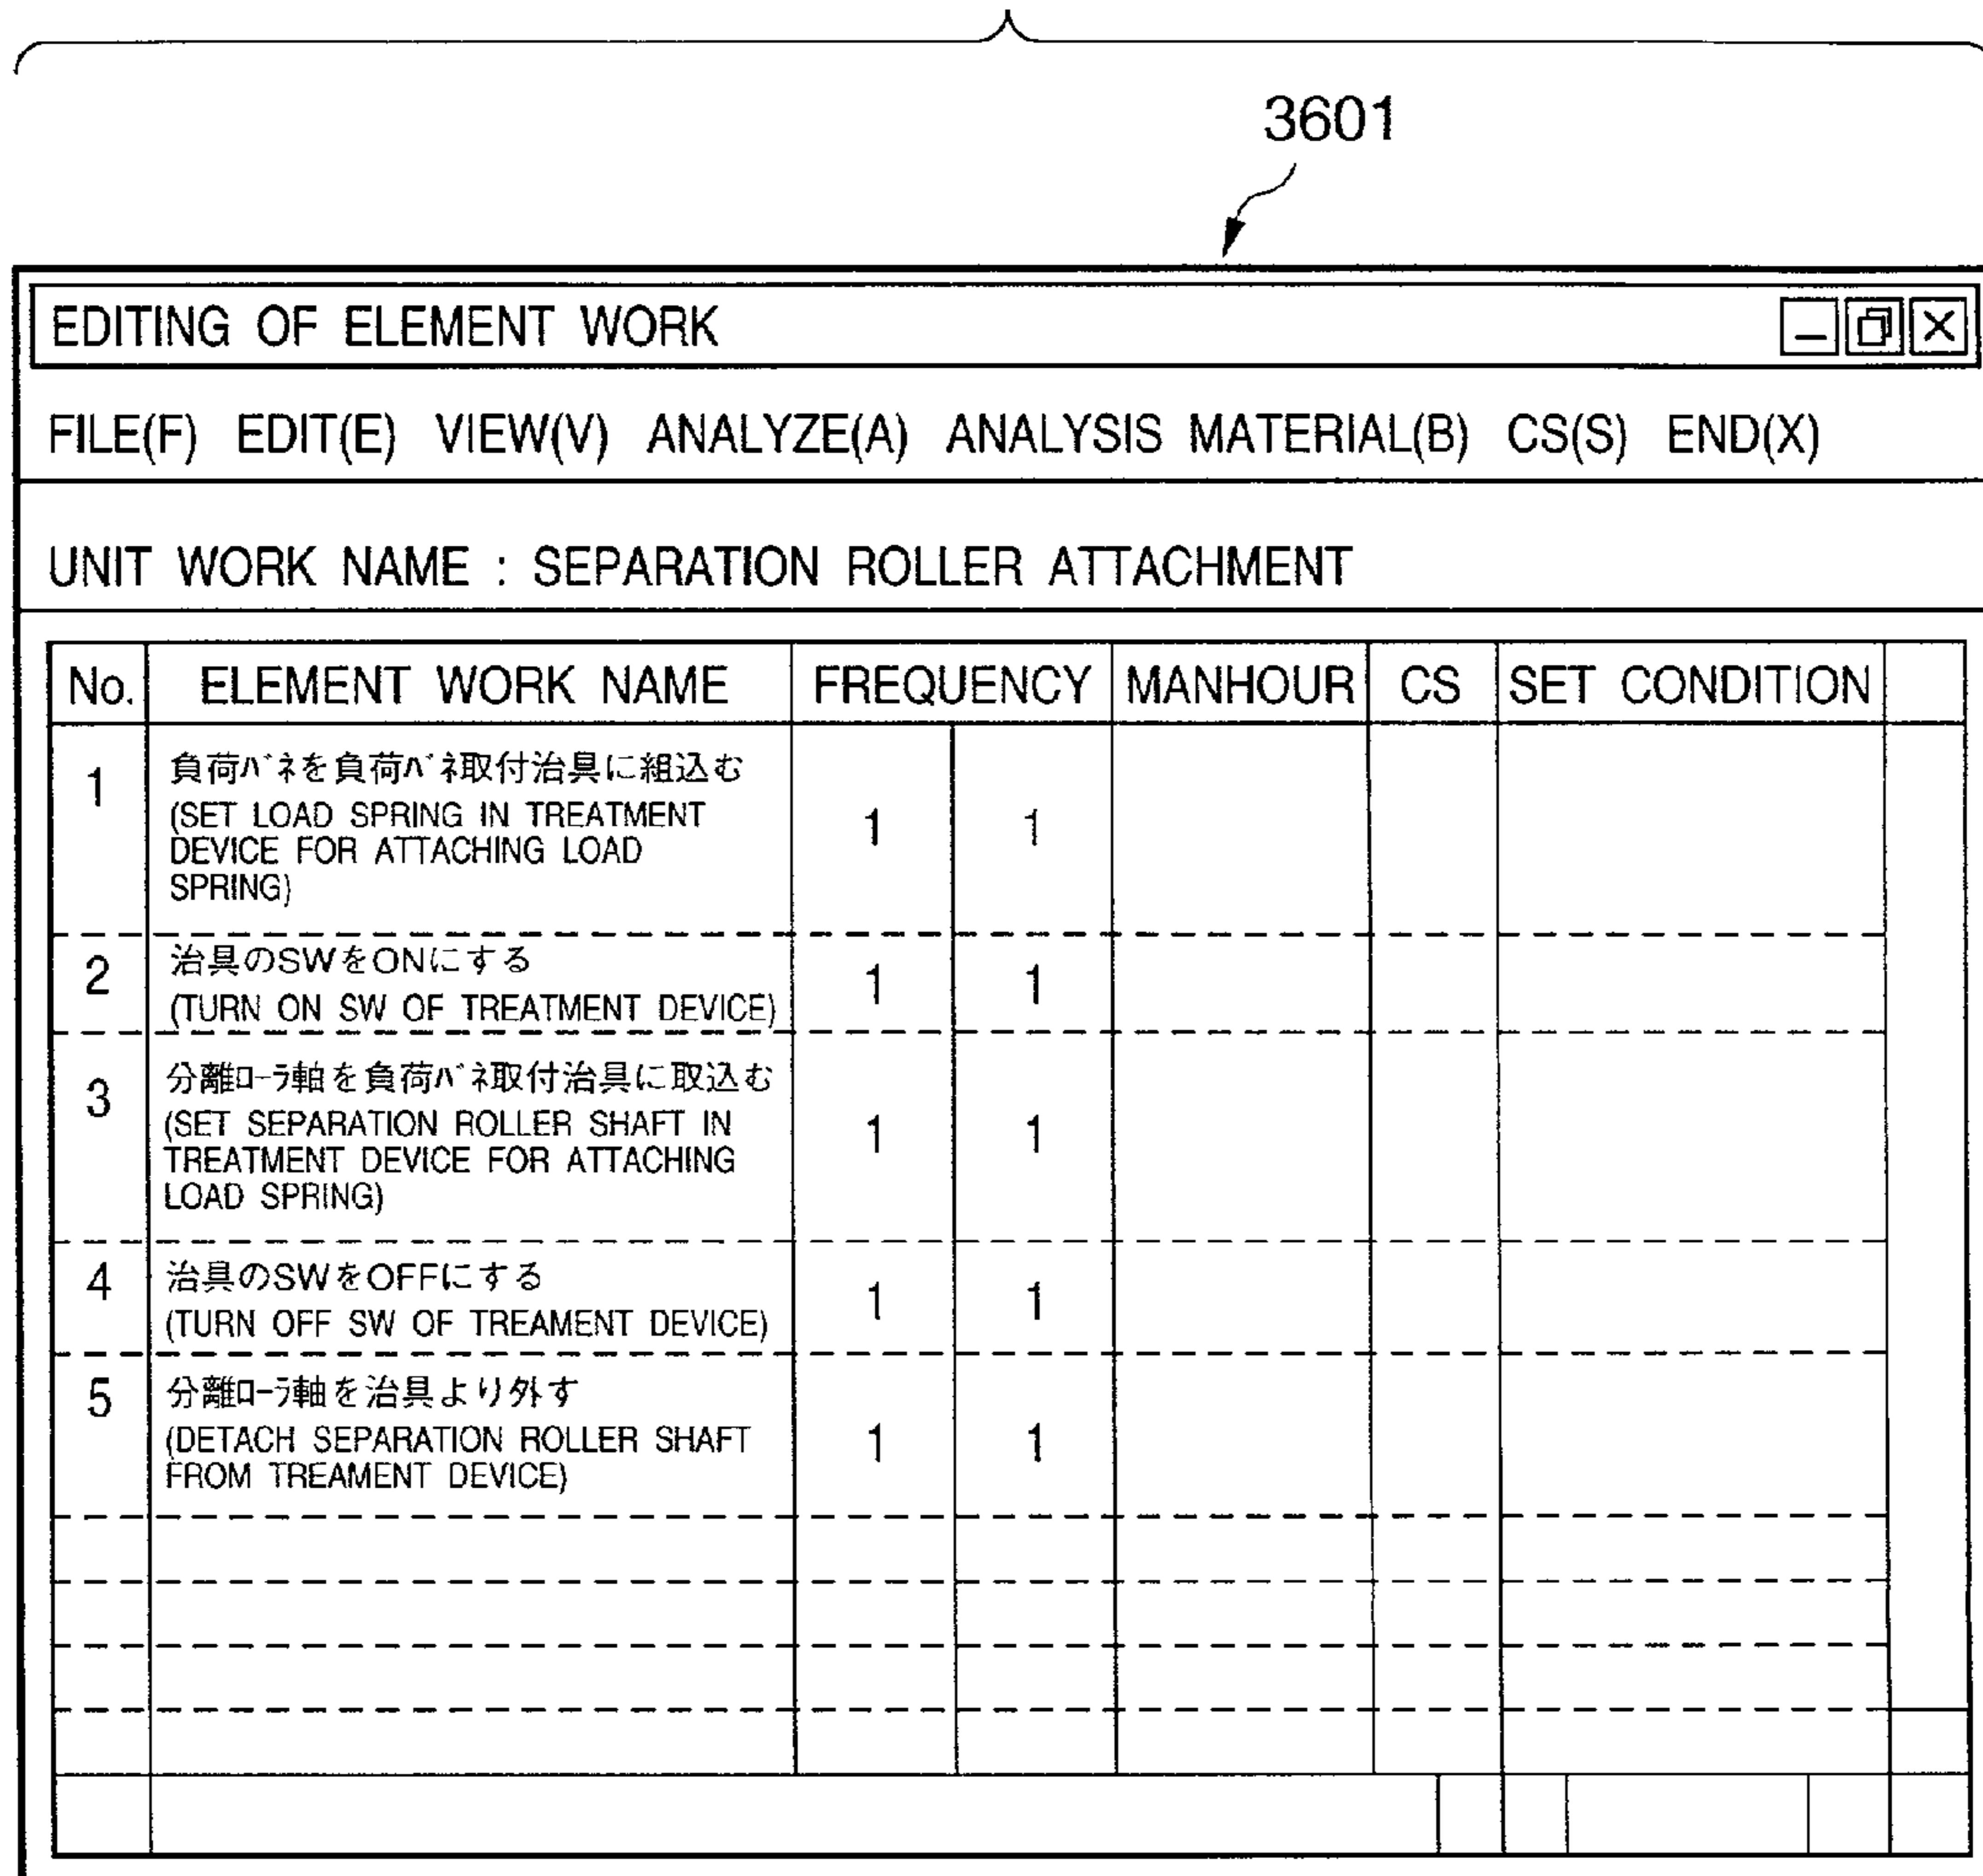 3601
EDITING OF ELEMENT WORK
FILE(F) EDIT(E) VIEW(V) ANALYZE(A) ANALYSIS MATERIAL(B) CS(S) END(X)
UNIT WORK NAME : SEPARATION ROLLER ATTACHMENT
No. ELEMENT WORK NAME FREQUENCY MANHOUR CS SET CONDITION
1 負荷バネを負荷バネ取付治具に組込む
(SET LOAD SPRING IN TREATMENT
DEVICE FOR ATTACHING LOAD
SPRING)
1 1
2 治具のSWをONにする
(TURN ON SW OF TREATMENT DEVICE)
1 1
3 分離ローラ軸を負荷バネ取付治具に取込む
(SET SEPARATION ROLLER SHAFT IN
TREATMENT DEVICE FOR ATTACHING
LOAD SPRING)
1 1
4 治具のSWをOFFにする
(TURN OFF SW OF TREAMENT DEVICE)
1 1
5 分離ローラ軸を治具より外す
(DETACH SEPARATION ROLLER SHAFT
FROM TREAMENT DEVICE)
1 1